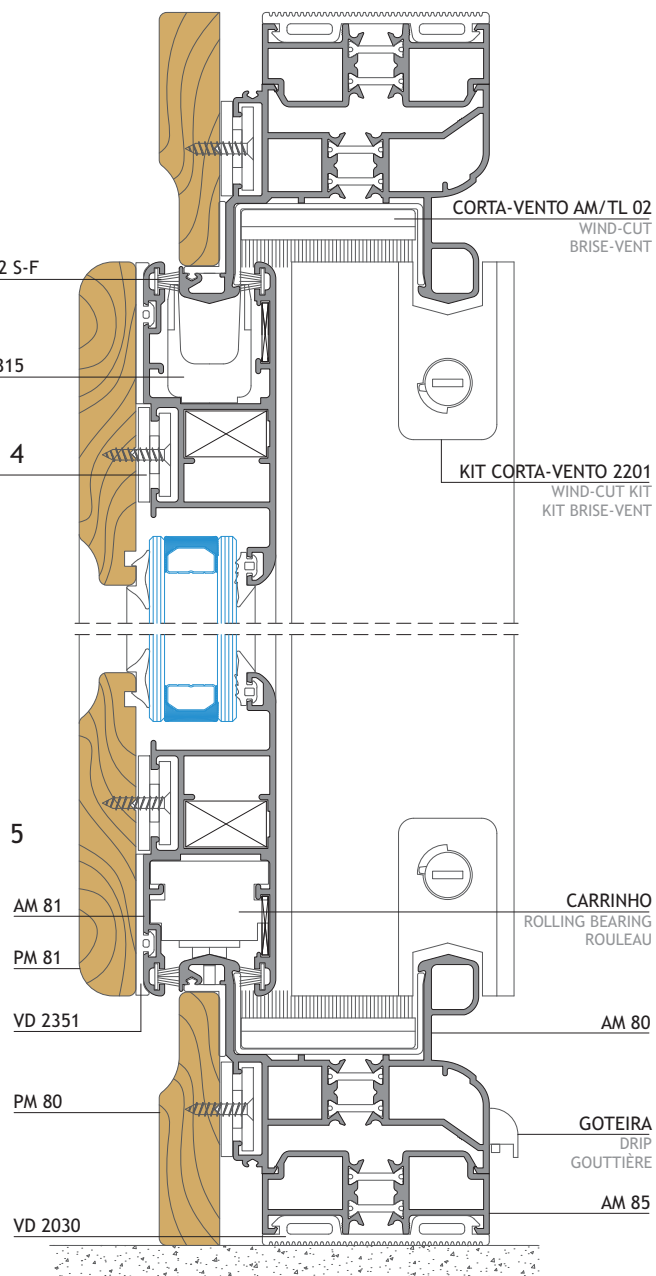 CORTA-VENTO AM/TL 02
WIND-CUT
BRISE-VENT
2 S-F
815
4
KIT CORTA-VENTO 2201
WIND-CUT KIT
KIT BRISE-VENT
5
AM 81
CARRINHO
ROLLING BEARING
ROULEAU
PM 81
VD 2351
AM 80
PM 80
GOTEIRA
DRIP
GOUTTIÈRE
AM 85
VD 2030